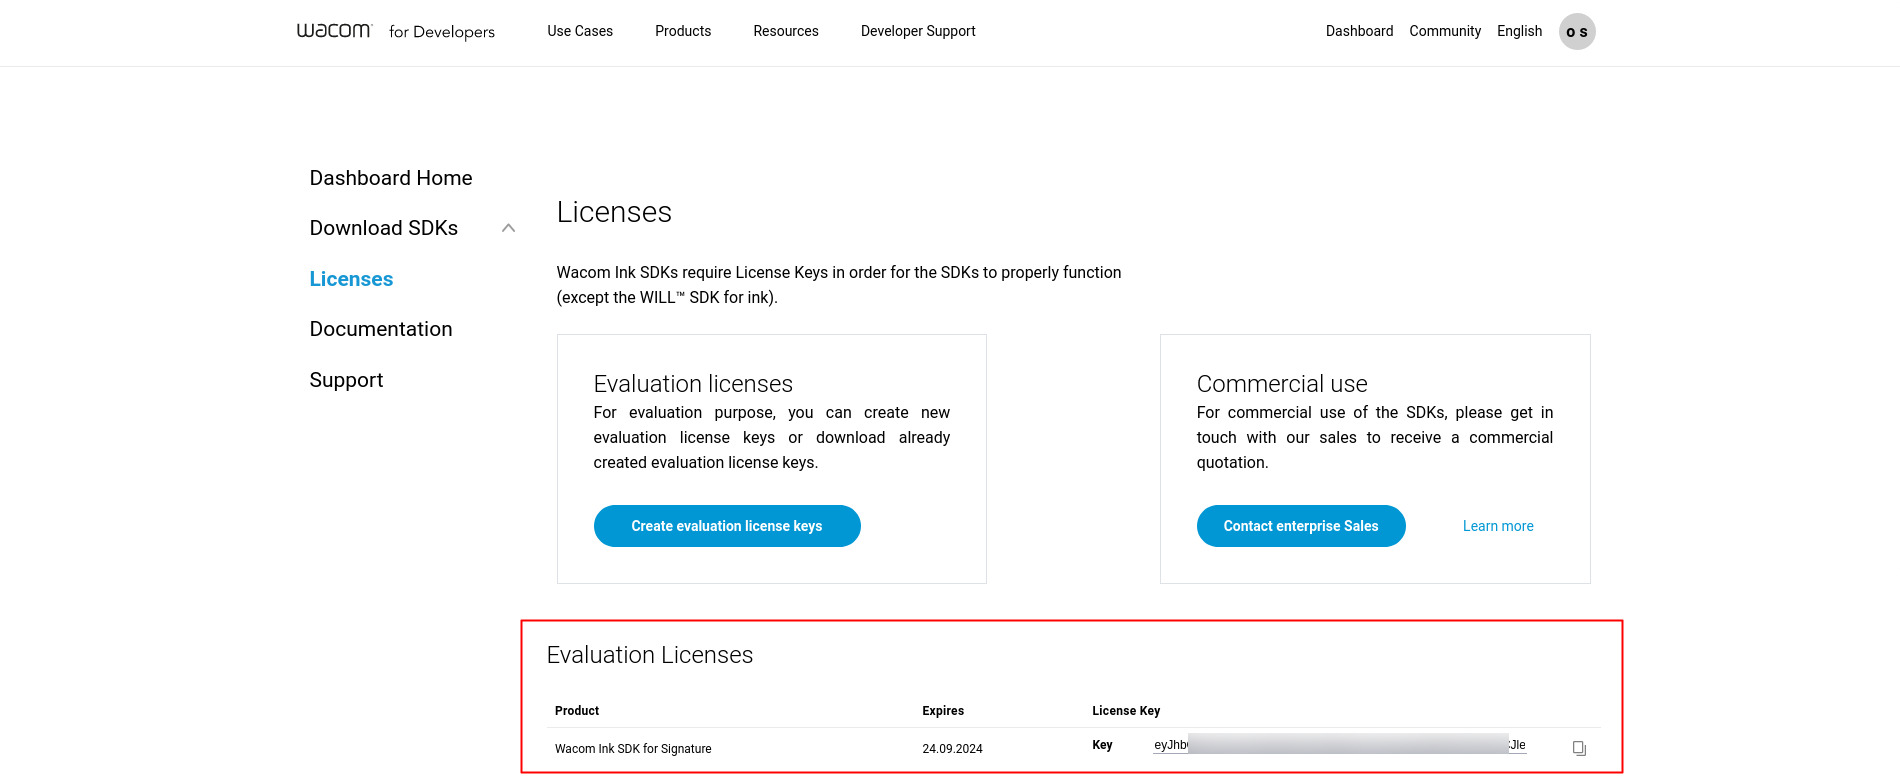 wacom for Developers Use Cases Products Resources Developer Support Dashboard Community English o s
Dashboard Home
Download SDKs
Licenses
Documentation
Support
Licenses
Wacom Ink SDKs require License Keys in order for the SDKs to properly function
(except the WILL™ SDK for ink).
Evaluation licenses
For evaluation purpose, you can create new
evaluation license keys or download already
created evaluation license keys.
Create evaluation license keys
Commercial use
For commercial use of the SDKs, please get in
touch with our sales to receive a commercial
quotation.
Contact enterprise Sales Learn more
Evaluation Licenses
Product Expires License Key
Wacom Ink SDK for Signature 24.09.2024 Key